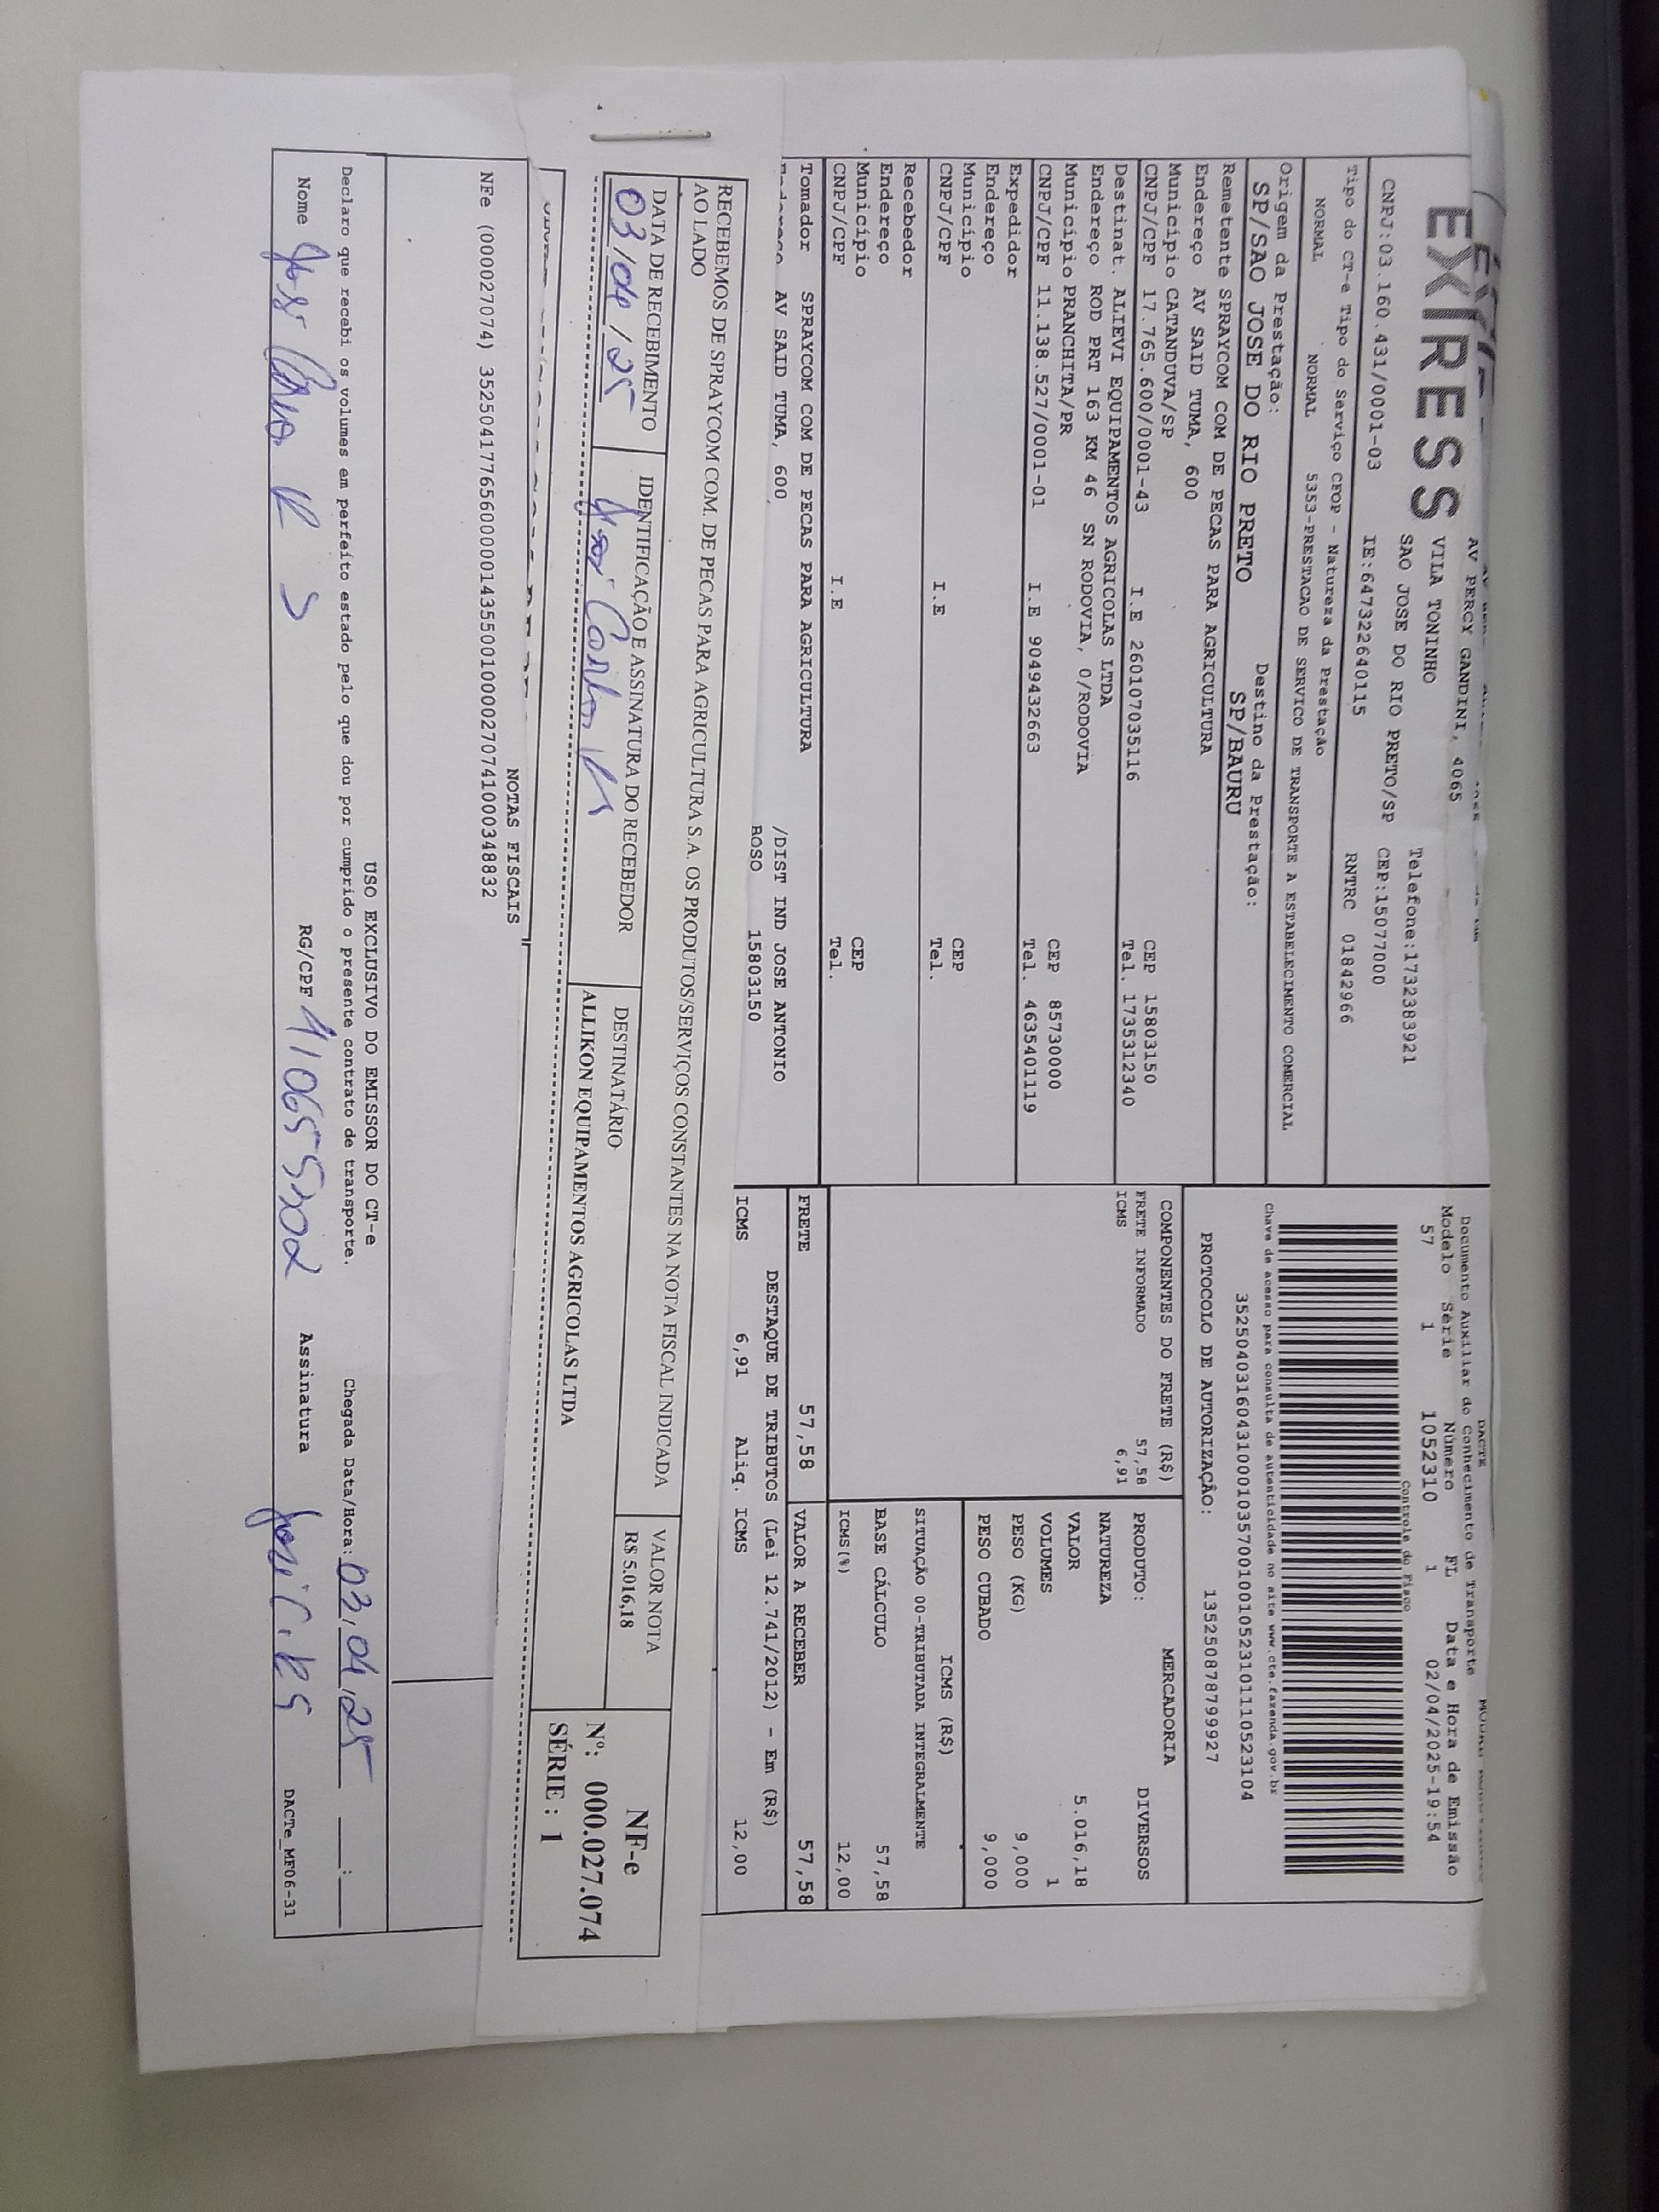 EXPRESS
AV PERCY GANDINI, 4065
VILA TONINHO
SAO JOSE DO RIO PRETO/SP
Telefone:1732383921
CEP:15077000
CNPJ:03.160.431/0001-03 IE:647322640115 RNTRC 01842966
Tipo do CT-e Tipo do Serviço CFOP - Natureza da Prestação
NORMAL NORMAL 5353-PRESTACAO DE SERVICO DE TRANSPORTE A ESTABELECIMENTO COMERCIAL
Origem da Prestação: Destino da Prestação:
SP/SAO JOSE DO RIO PRETO SP/BAURU
Remetente SPRAYCOM COM DE PECAS PARA AGRICULTURA
Endereço AV SAID TUMA, 600
Município CATANDUVA/SP CEP 15803150
CNPJ/CPF 17.765.600/0001-43 I.E 260107035116 Tel. 1735312340
Destinat. ALIEVI EQUIPAMENTOS AGRICOLAS LTDA
Endereço ROD PRT 163 KM 46 SN RODOVIA, 0/RODOVIA
Município PRANCHITA/PR CEP 85730000
CNPJ/CPF 11.138.527/0001-01 I.E 9049432663 Tel. 4635401119
Expedidor
Endereço
Município CEP
CNPJ/CPF I.E Tel.
Recebedor
Endereço
Município CEP
CNPJ/CPF I.E Tel.
Tomador SPRAYCOM COM DE PECAS PARA AGRICULTURA
AV SAID TUMA, 600 /DIST IND JOSE ANTONIO
BOSO 15803150
DACTE
Documento Auxiliar do Conhecimento de Transporte
Modelo Série Número FL Data e Hora de Emissão
57 1 1052310 1 02/04/2025-19:54
Controle do Fisco
Chave de acesso para consulta de autenticidade no site www.cte.fazenda.gov.br
35250403160431000103570010010523101110523104
PROTOCOLO DE AUTORIZAÇÃO: 135250878799927
COMPONENTES DO FRETE (R$)
FRETE INFORMADO 57,58
ICMS 6,91
MERCADORIA
PRODUTO: DIVERSOS
NATUREZA
VALOR 5.016,18
VOLUMES 1
PESO (KG) 9,000
PESO CUBADO 9,000
ICMS (R$)
SITUAÇÃO 00-TRIBUTADA INTEGRALMENTE
BASE CÁLCULO 57,58
ICMS(%) 12,00
FRETE 57,58 VALOR A RECEBER 57,58
DESTAQUE DE TRIBUTOS (Lei 12.741/2012) - Em (R$)
ICMS 6,91 Aliq. ICMS 12,00
RECEBEMOS DE SPRAYCOM COM. DE PECAS PARA AGRICULTURA S.A. OS PRODUTOS/SERVIÇOS CONSTANTES NA NOTA FISCAL INDICADA
AO LADO
DATA DE RECEBIMENTO IDENTIFICAÇÃO E ASSINATURA DO RECEBEDOR DESTINATÁRIO VALOR NOTA
03/04/25 José Carlos ALLIKON EQUIPAMENTOS AGRICOLAS LTDA R$ 5.016,18
NF-e
Nº: 000.027.074
SÉRIE : 1
NOTAS FISCAIS
NFe (000027074) 35250417765600000143550010000270741000348832
USO EXCLUSIVO DO EMISSOR DO CT-e
Declaro que recebi os volumes em perfeito estado pelo que dou por cumprido o presente contrato de transporte. Chegada Data/Hora: 03/04/25 :
Nome RG/CPF Assinatura
DACTe_MF06-31